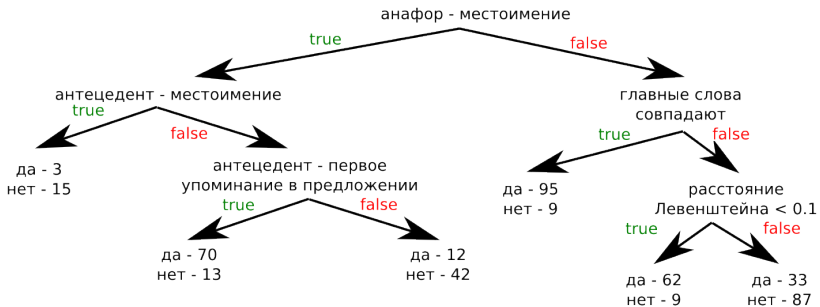 анафор - местоимение
true
false
антецедент - местоимение
главные слова
совпадают
true
false
true
false
да - 3
нет - 15
антецедент - первое
упоминание в предложении
да - 95
нет - 9
расстояние
Левенштейна < 0.1
true
false
true
false
да - 70
нет - 13
да - 12
нет - 42
да - 62
нет - 9
да - 33
нет - 87